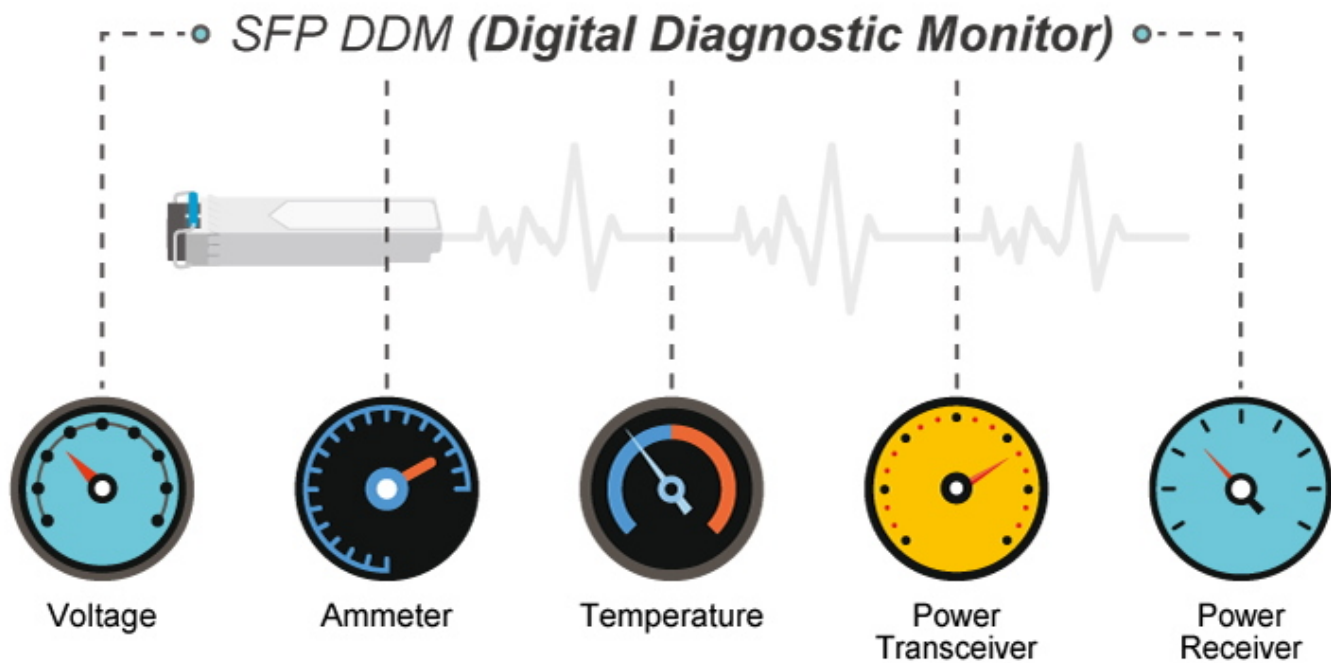 SFP DDM (Digital Diagnostic Monitor)
Voltage
Ammeter
Temperature
Power
Transceiver
Power
Receiver